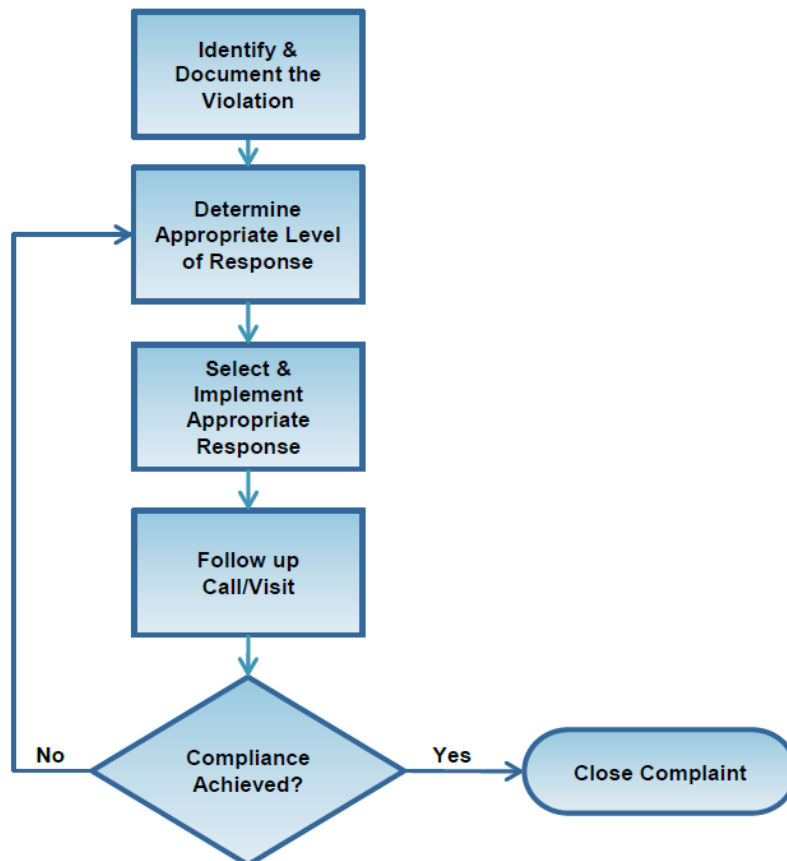 Identify &
Document the
Violation
Determine
Appropriate Level
of Response
Select &
Implement
Appropriate
Response
Follow up
Call/Visit
Compliance
Achieved?
No
Yes
Close Complaint